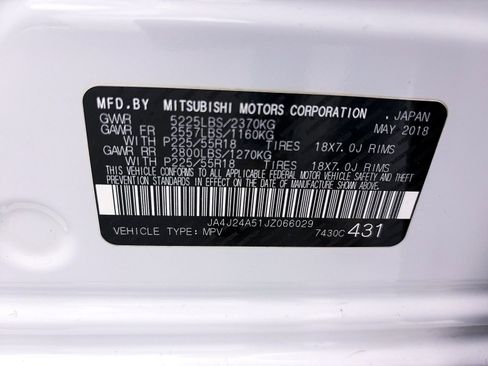 MFD.BY MITSUBISHI MOTORS CORPORATION . JAPAN
GVWR 5225LBS/2370KG MAY 2018
GAWR FR 2557LBS/1160KG
WITH P225/55R18 TIRES 18X7.0J RIMS
GAWR RR 2800LBS/1270KG
WITH P225/55R18 TIRES 18X7.0J RIMS
THIS VEHICLE CONFORMS TO ALL APPLICABLE FEDERAL MOTOR VEHICLE SAFETY AND THEFT
PREVENTION STANDARDS IN EFFECT ON THE DATE OF MANUFACTURE SHOWN ABOVE.
JA4J24A51JZ066029
VEHICLE TYPE: MPV 7430C 431